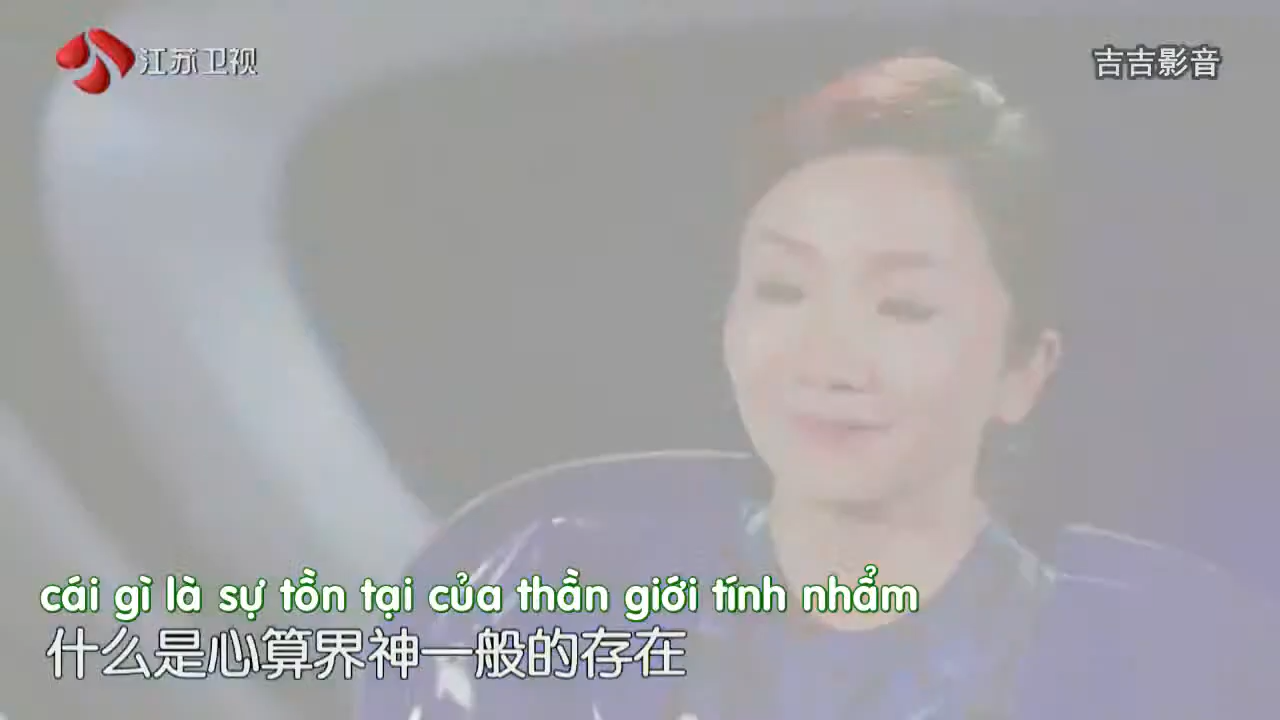 江苏卫视
吉吉影音
cái gì là sự tồn tại của thần giới tính nhẩm
什么是心算界神一般的存在